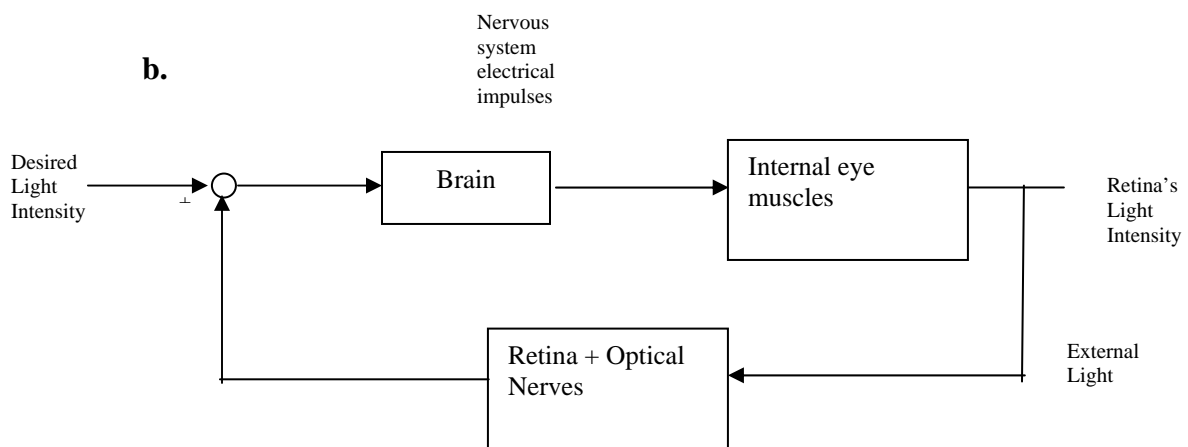 Nervous
system
electrical
impulses
b.
Desired
Light
Intensity
+
Brain
Internal eye
muscles
Retina's
Light
Intensity
Retina + Optical
Nerves
External
Light